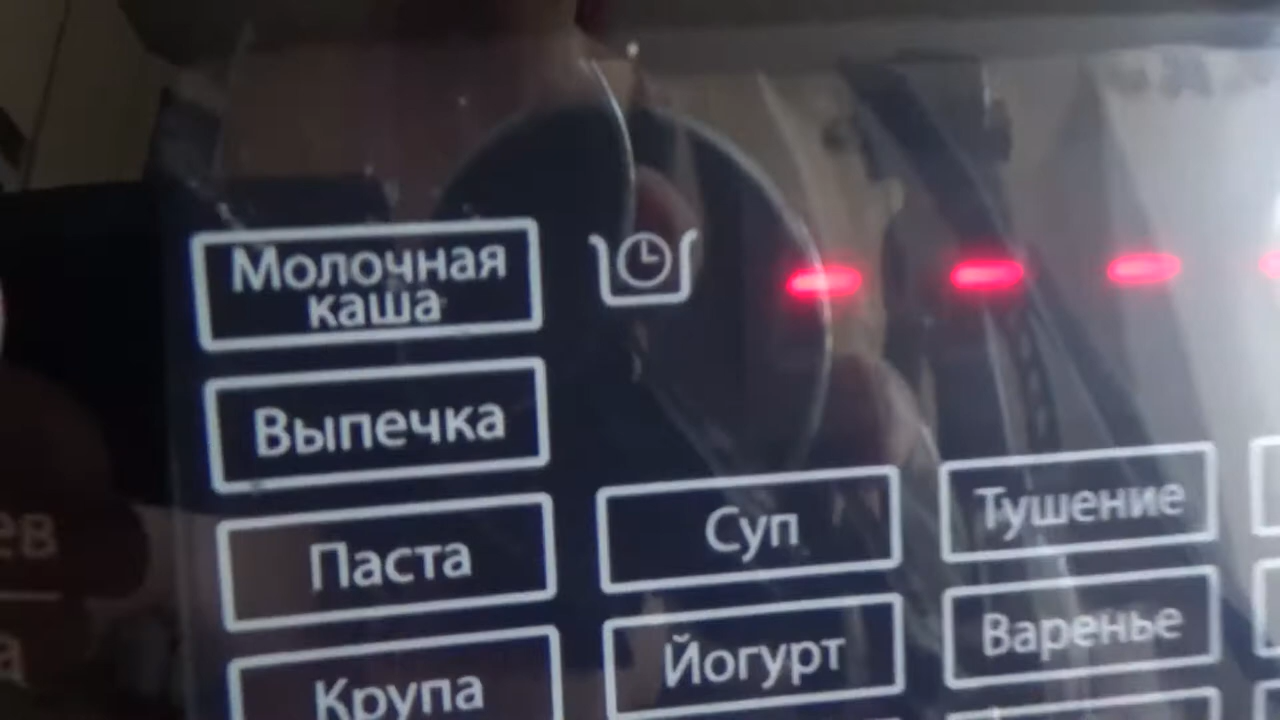 Молочная
каша
Выпечка
Паста
Суп
Тушение
Крупа
Йогурт
Варенье